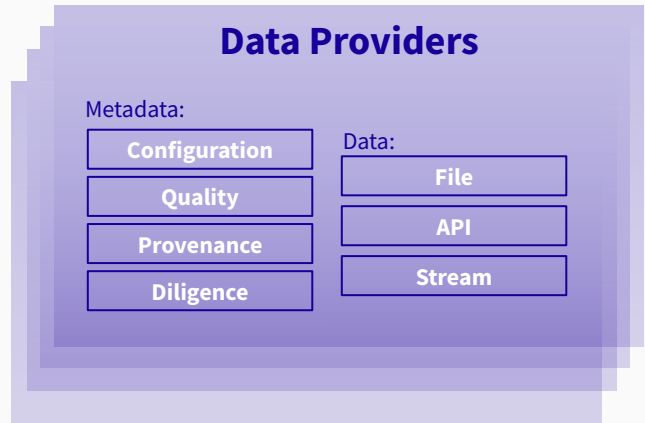 Data Providers
Metadata:
Configuration
Quality
Provenance
Diligence
Data:
File
API
Stream